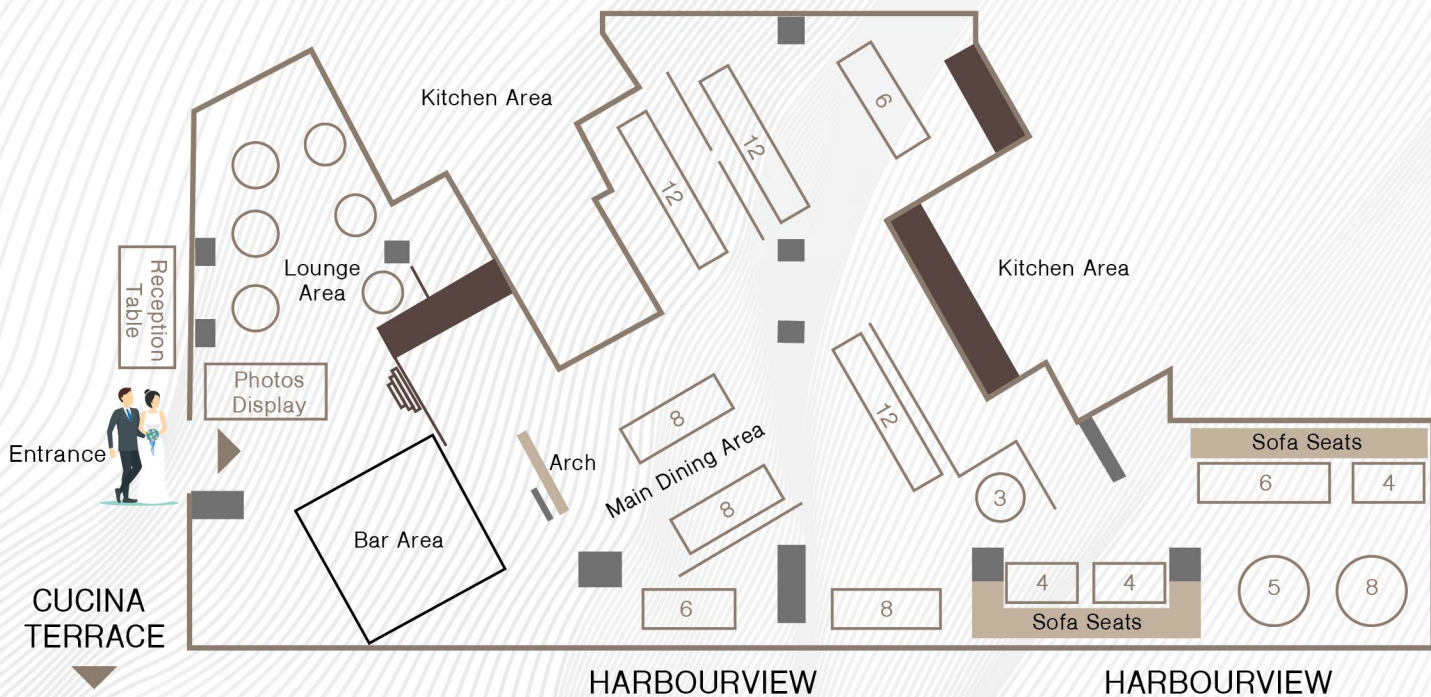 Kitchen Area
6
12
12
Reception
Table
Lounge
Area
Kitchen Area
Photos
Display
Entrance
8
Arch
Main Dining Area
8
12
Sofa Seats
6
4
3
Bar Area
4
4
5
8
6
8
Sofa Seats
CUCINA
TERRACE
HARBOURVIEW
HARBOURVIEW